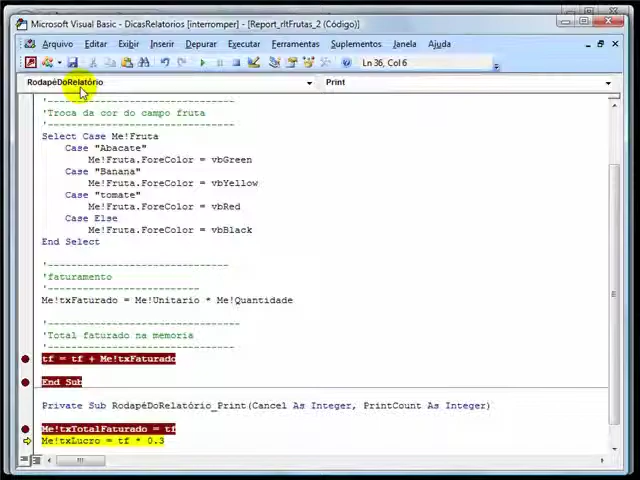 Microsoft Visual Basic - DicasRelatorios [interromper] - [Report_rltFrutas_2 (Código)]
Arquivo Editar Exibir Inserir Depurar Executar Ferramentas Suplementos Janela Ajuda
Ln 36, Col 6
RodapéDoRelatório Print
'-------------------------------
'Troca da cor do campo fruta
'-------------------------------
Select Case Me!Fruta
Case "Abacate"
Me!Fruta.ForeColor = vbGreen
Case "Banana"
Me!Fruta.ForeColor = vbYellow
Case "tomate"
Me!Fruta.ForeColor = vbRed
Case Else
Me!Fruta.ForeColor = vbBlack
End Select
'------------------------------
'faturamento
'-------------------------
Me!txFaturado = Me!Unitario * Me!Quantidade
'--------------------------------
'Total faturado na memoria
'-------------------------------
tf = tf + Me!txFaturado
End Sub
Private Sub RodapéDoRelatório_Print(Cancel As Integer, PrintCount As Integer)
Me!txTotalFaturado = tf
Me!txLucro = tf * 0.3